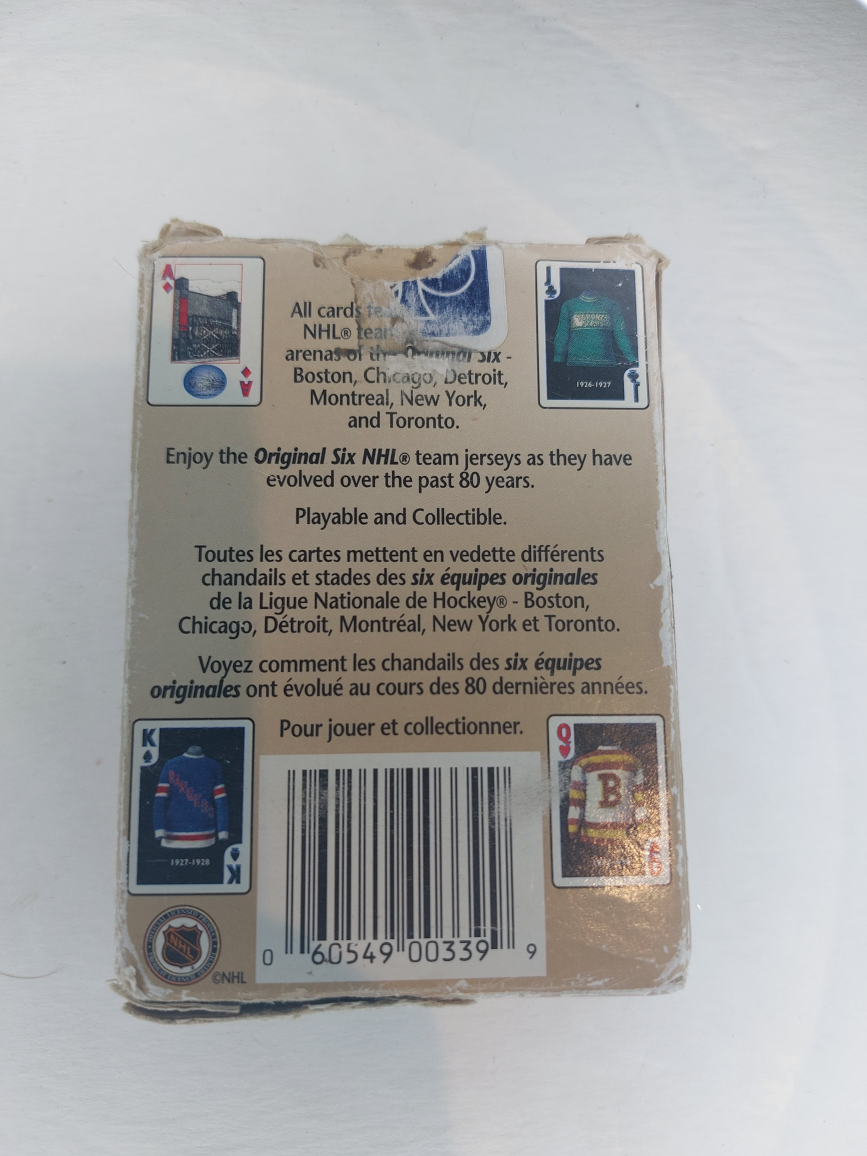 A
All cards
NHL® team
arenas of the Original Six -
Boston, Chicago, Detroit,
Montreal, New York,
and Toronto.
A
J
1926-1927
J
Enjoy the Original Six NHL® team jerseys as they have
evolved over the past 80 years.
Playable and Collectible.
Toutes les cartes mettent en vedette différents
chandails et stades des six équipes originales
de la Ligue Nationale de Hockey® - Boston,
Chicago, Détroit, Montréal, New York et Toronto.
Voyez comment les chandails des six équipes
originales ont évolué au cours des 80 dernières années.
Pour jouer et collectionner.
K
RANGERS
1927-1928
K
Q
B
Q
0 60549 00339 9
NHL
©NHL